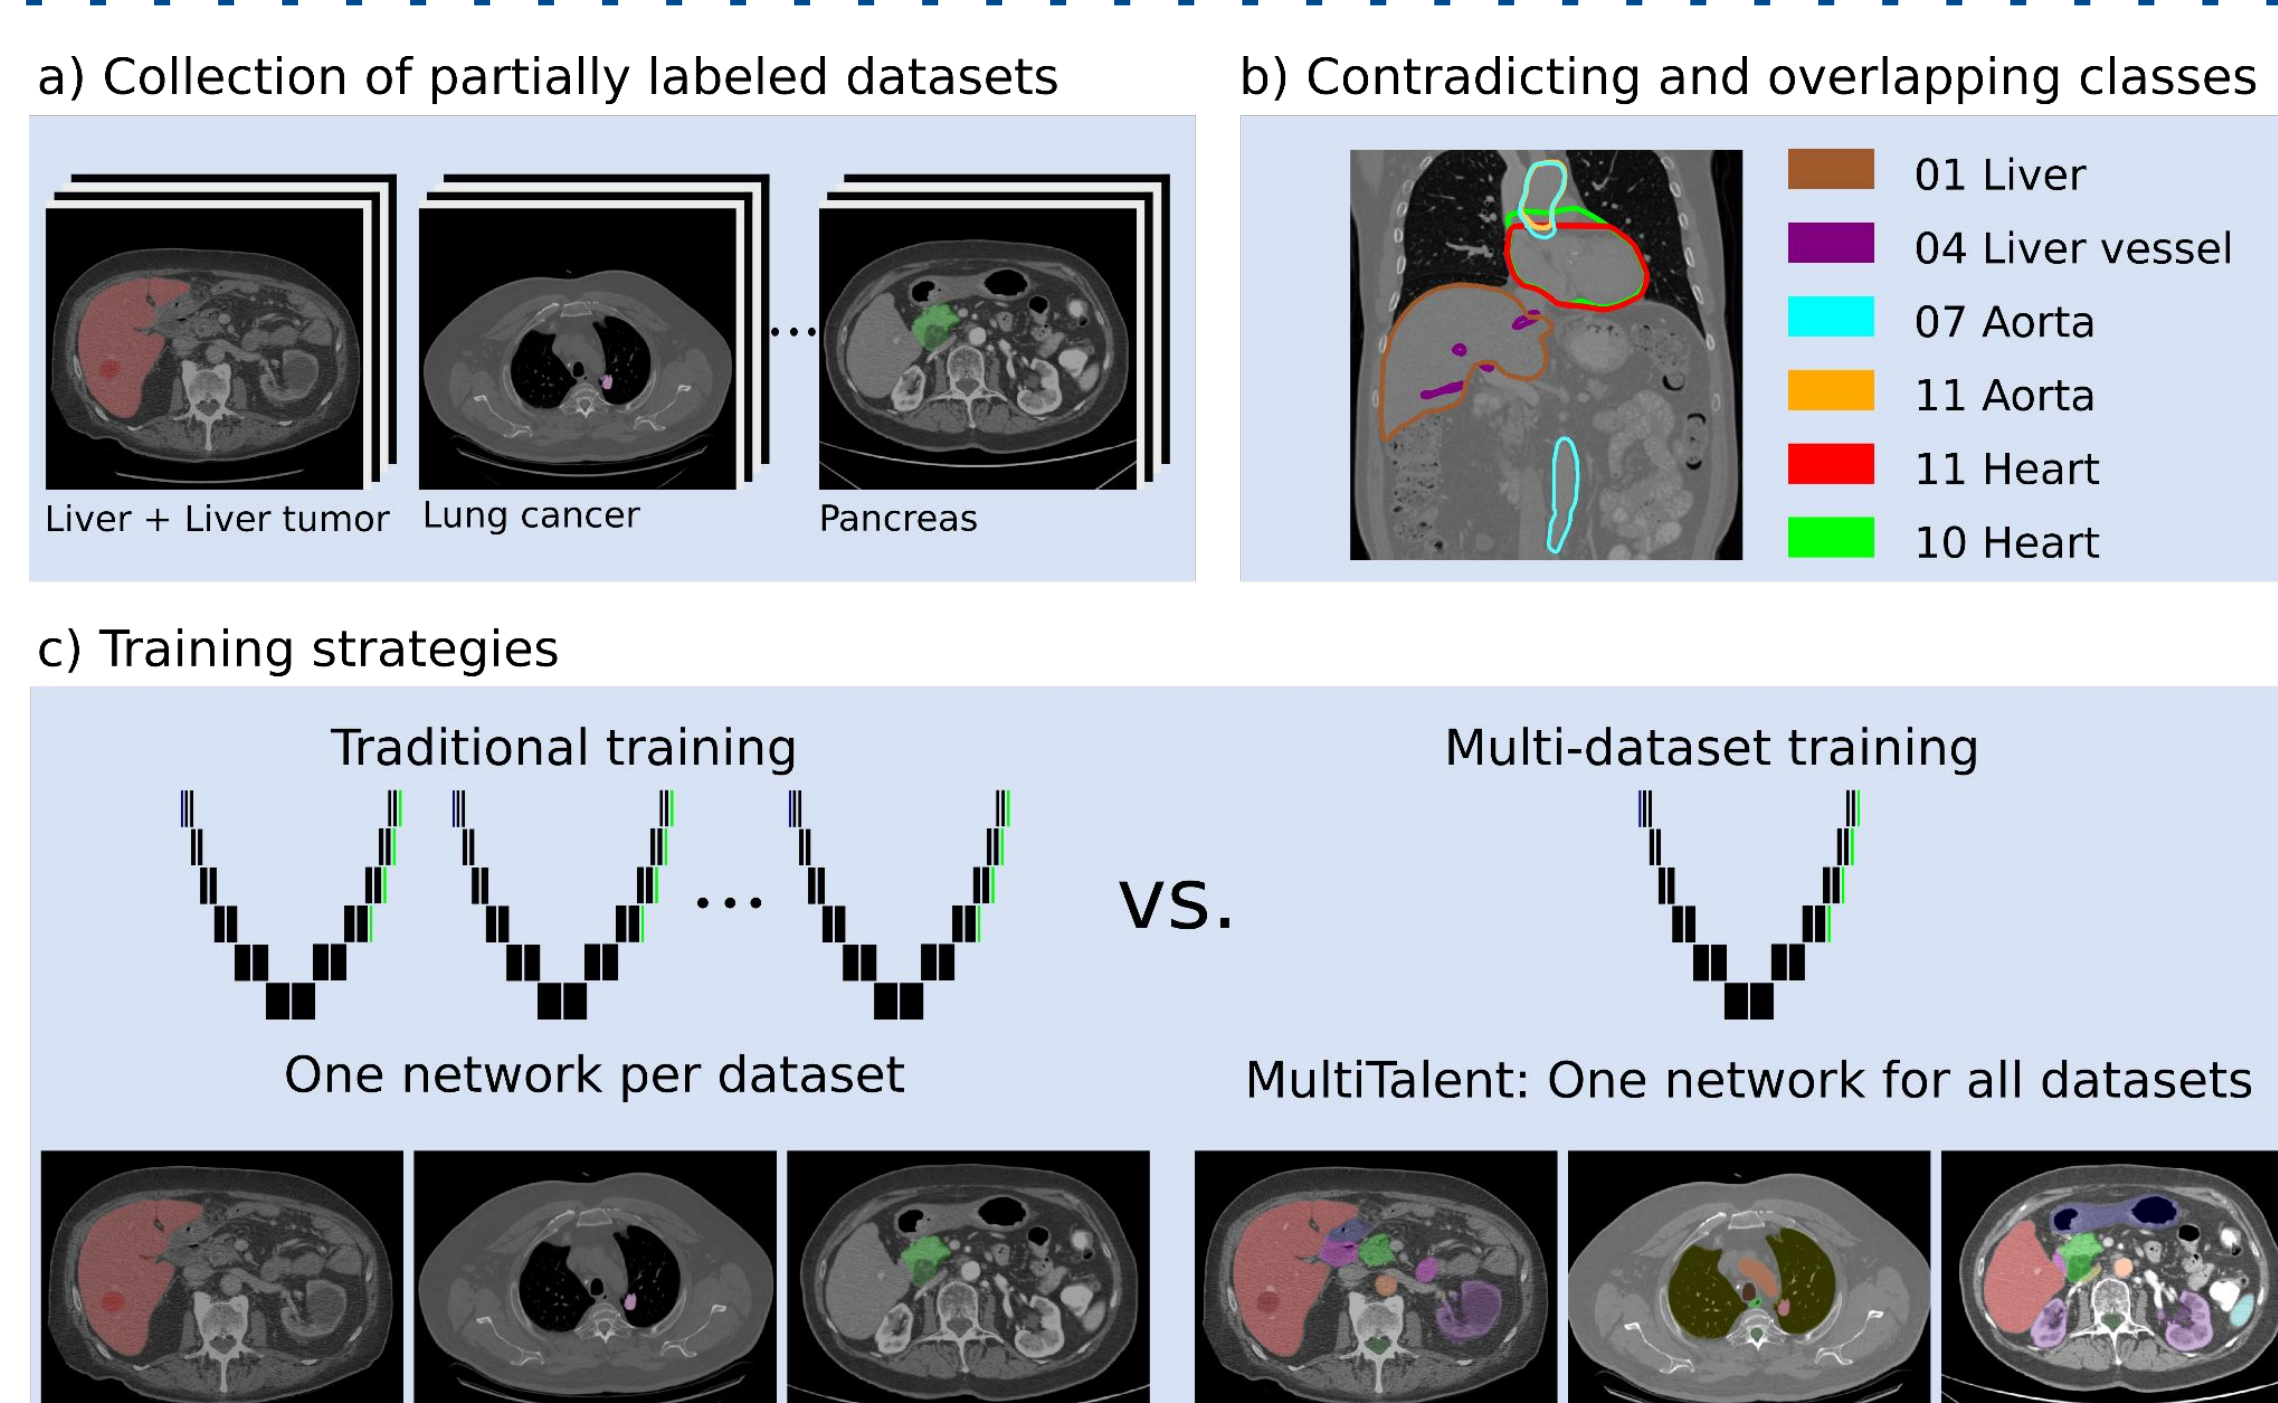 a) Collection of partially labeled datasets
b) Contradicting and overlapping classes
Liver + Liver tumor
Lung cancer
...
Pancreas
01 Liver
04 Liver vessel
07 Aorta
11 Aorta
11 Heart
10 Heart
c) Training strategies
Traditional training
Multi-dataset training
...
vs.
One network per dataset
MultiTalent: One network for all datasets